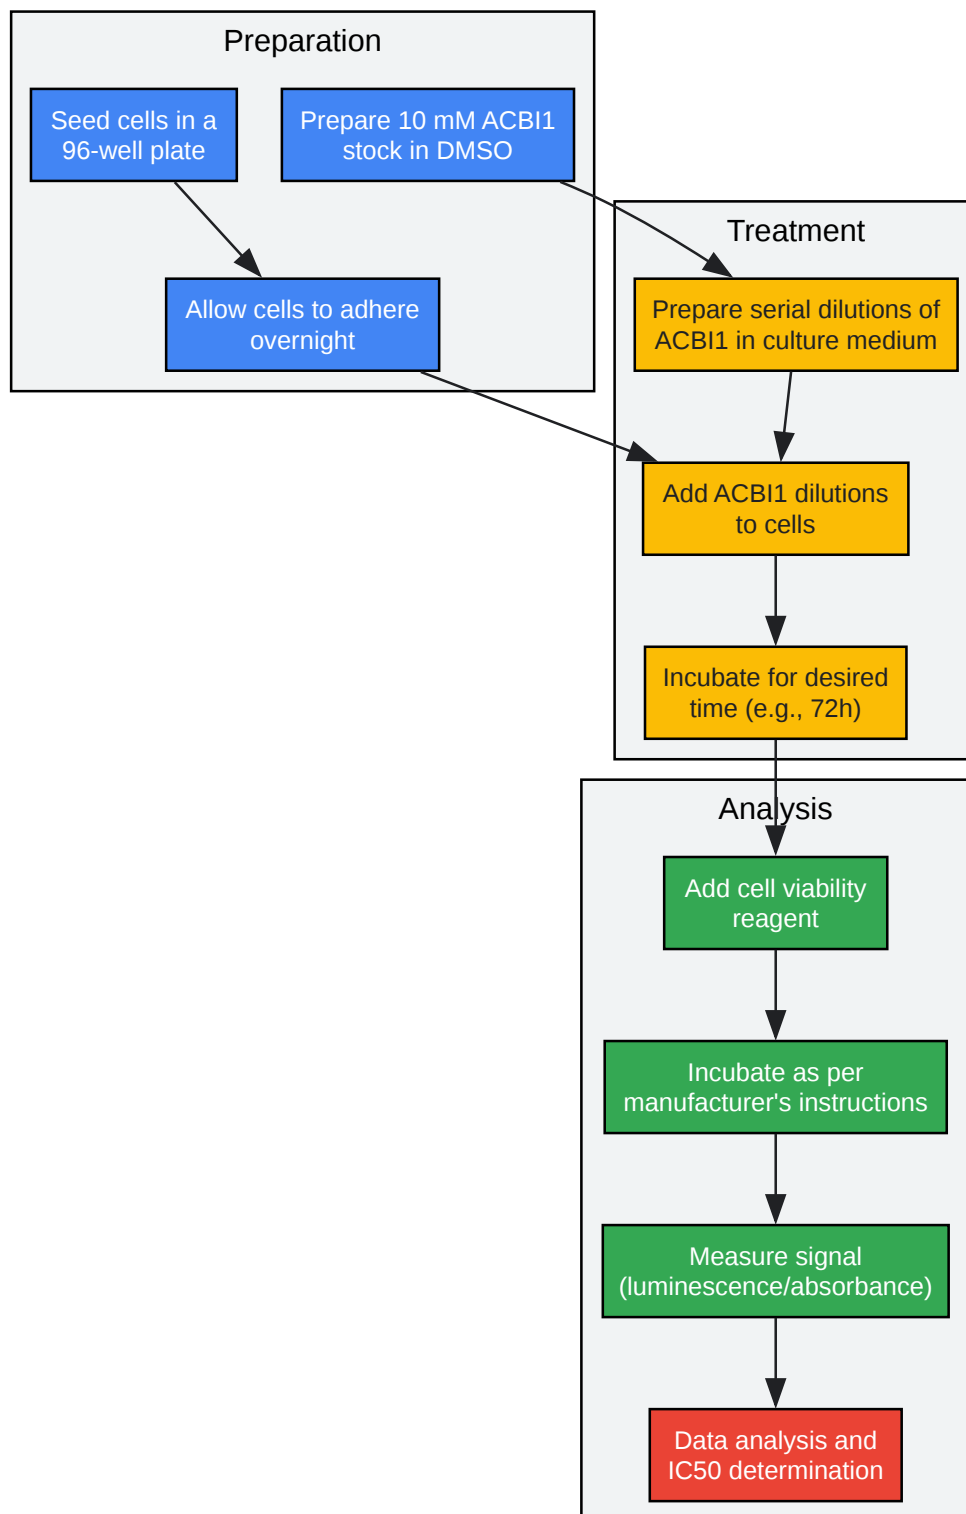 Preparation
Seed cells in a
96-well plate
Prepare 10 mM ACBI1
stock in DMSO
Allow cells to adhere
overnight
Treatment
Prepare serial dilutions of
ACBI1 in culture medium
Add ACBI1 dilutions
to cells
Incubate for desired
time (e.g., 72h)
Analysis
Add cell viability
reagent
Incubate as per
manufacturer's instructions
Measure signal
(luminescence/absorbance)
Data analysis and
IC50 determination